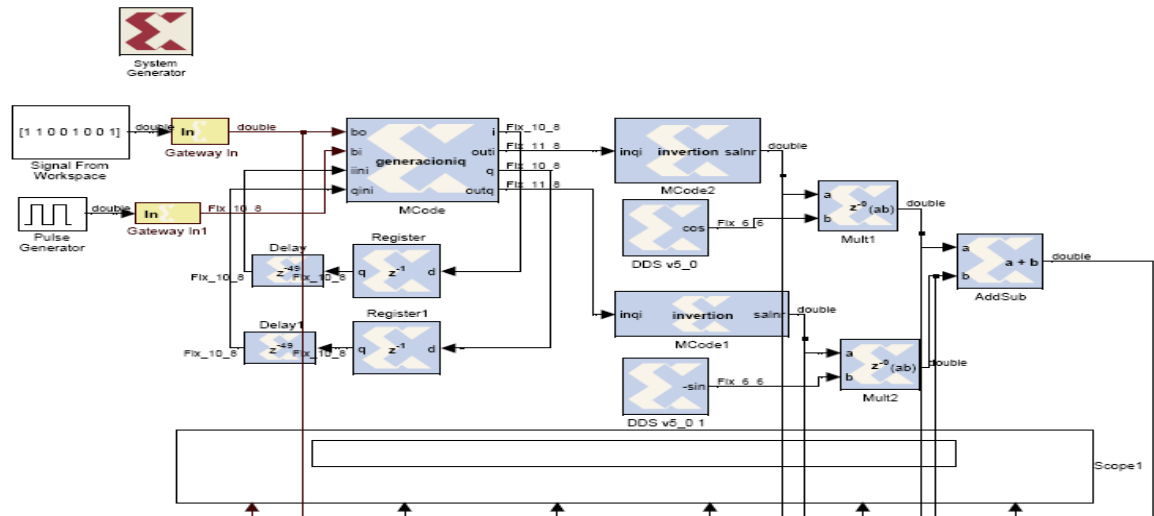 System
Generator
[1 1 0 0 1 0 0 1]
double
In
double
Signal From
Workspace
Gateway In
double
In
Fix_10_8
Pulse
Generator
Gateway In1
bo
bi
iini
qini
generacioniq
i
outi
q
outq
MCode
Fix_10_8
Fix_11_8
Fix_10_8
Fix_11_8
Delay
z-49
Fix_10_8
Fix_10_8
Register
q
z-1
d
Delay1
z-49
Fix_10_8
Fix_10_8
Register1
q
z-1
d
inqi
invertion
salnr
double
MCode2
cos
Fix_6_6
DDS v5_0
inqi
invertion
salnr
double
MCode1
-sin
Fix_6_6
DDS v5_0 1
a
b
z-0
(ab)
double
Mult1
a
b
z-0
(ab)
double
Mult2
a
b
a + b
double
AddSub
Scope1